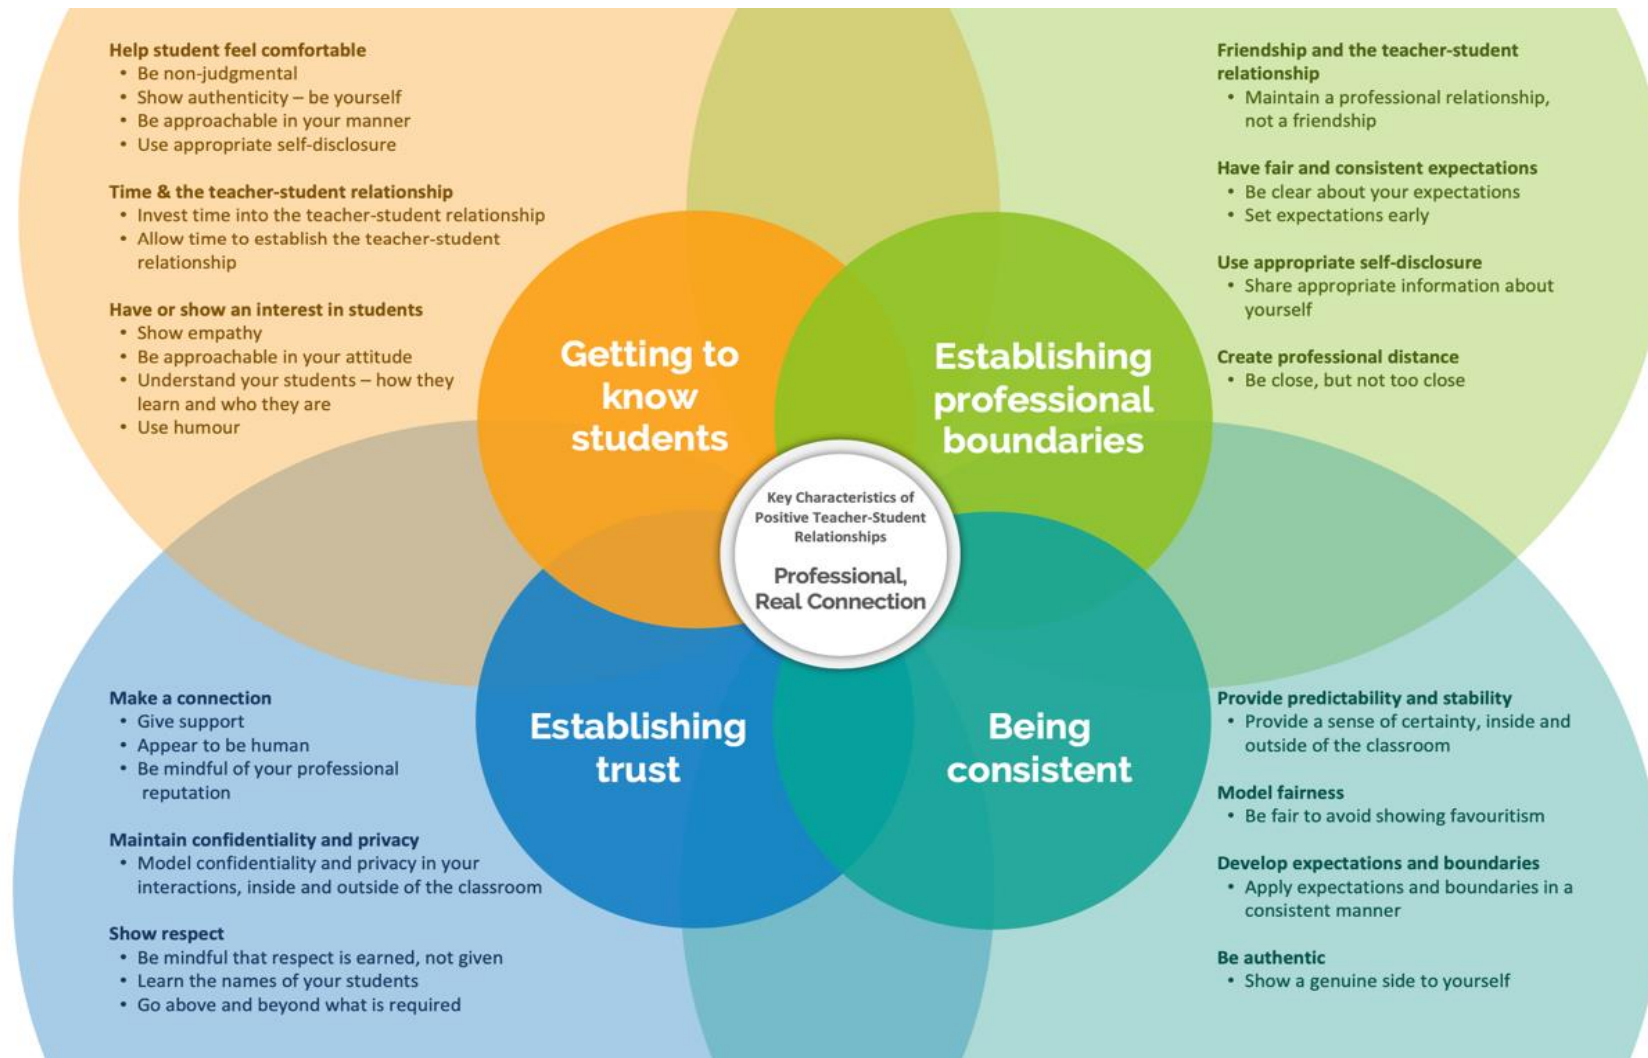 Help student feel comfortable
• Be non-judgmental
• Show authenticity – be yourself
• Be approachable in your manner
• Use appropriate self-disclosure
Time & the teacher-student relationship
• Invest time into the teacher-student relationship
• Allow time to establish the teacher-student
relationship
Have or show an interest in students
• Show empathy
• Be approachable in your attitude
• Understand your students – how they
learn and who they are
• Use humour
Friendship and the teacher-student
relationship
• Maintain a professional relationship,
not a friendship
Have fair and consistent expectations
• Be clear about your expectations
• Set expectations early
Use appropriate self-disclosure
• Share appropriate information about
yourself
Create professional distance
• Be close, but not too close
Getting to
know
students
Establishing
professional
boundaries
Key Characteristics of
Positive Teacher-Student
Relationships
Professional,
Real Connection
Establishing
trust
Being
consistent
Make a connection
• Give support
• Appear to be human
• Be mindful of your professional
reputation
Maintain confidentiality and privacy
• Model confidentiality and privacy in your
interactions, inside and outside of the classroom
Show respect
• Be mindful that respect is earned, not given
• Learn the names of your students
• Go above and beyond what is required
Provide predictability and stability
• Provide a sense of certainty, inside and
outside of the classroom
Model fairness
• Be fair to avoid showing favouritism
Develop expectations and boundaries
• Apply expectations and boundaries in a
consistent manner
Be authentic
• Show a genuine side to yourself